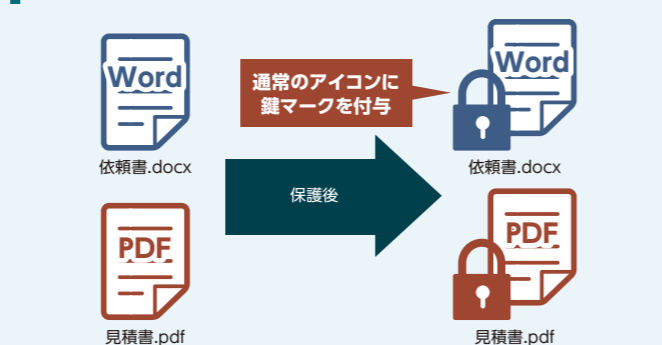 Word
依頼書.docx
PDF
見積書.pdf
通常のアイコンに
鍵マークを付与
保護後
Word
依頼書.docx
PDF
見積書.pdf